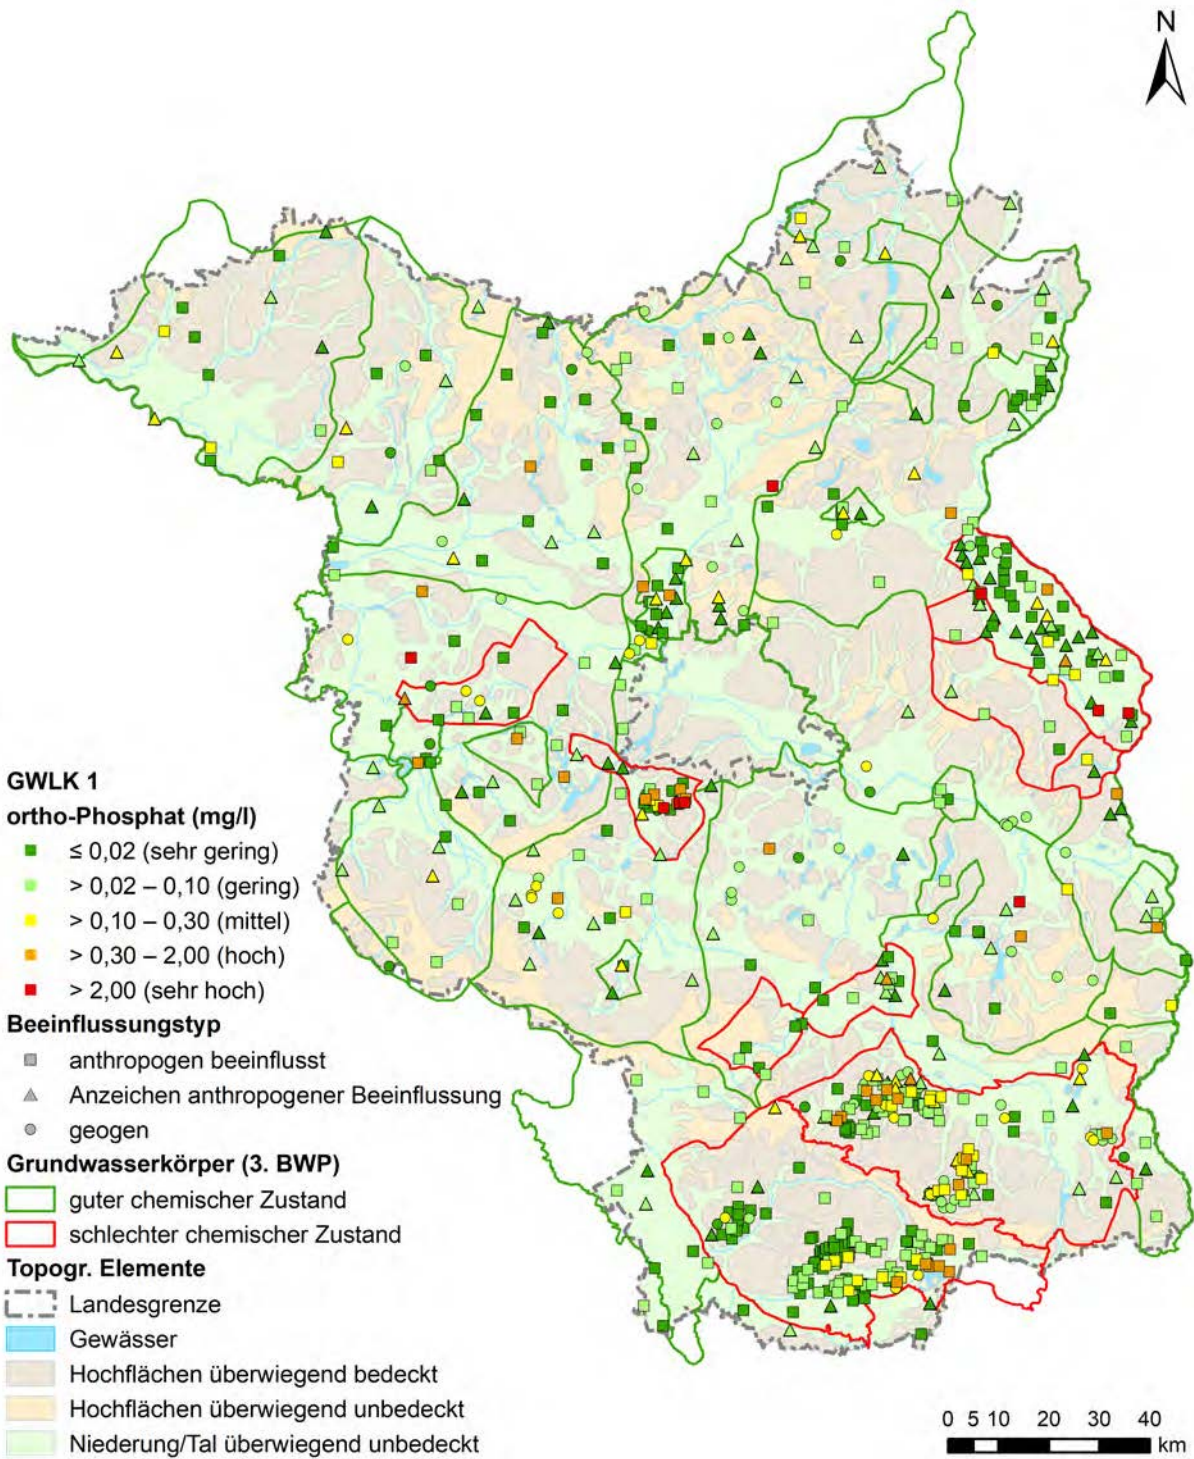 N
GWLK 1
ortho-Phosphat (mg/l)
≤ 0,02 (sehr gering)
> 0,02 – 0,10 (gering)
> 0,10 – 0,30 (mittel)
> 0,30 – 2,00 (hoch)
> 2,00 (sehr hoch)
Beeinflussungstyp
anthropogen beeinflusst
Anzeichen anthropogener Beeinflussung
geogen
Grundwasserkörper (3. BWP)
guter chemischer Zustand
schlechter chemischer Zustand
Topogr. Elemente
Landesgrenze
Gewässer
Hochflächen überwiegend bedeckt
Hochflächen überwiegend unbedeckt
Niederung/Tal überwiegend unbedeckt
0 5 10 20 30 40
km